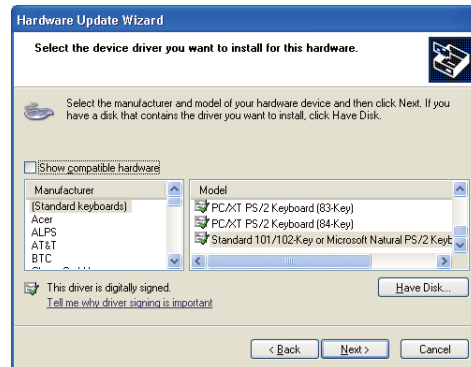 Hardware Update Wizard
Select the device driver you want to install for this hardware.
Select the manufacturer and model of your hardware device and then click Next. If you
have a disk that contains the driver you want to install, click Have Disk.
Show compatible hardware
Manufacturer
(Standard keyboards)
Acer
ALPS
AT&T
BTC
Model
PC/XT PS/2 Keyboard (83-Key)
PC/XT PS/2 Keyboard (84-Key)
Standard 101/102-Key or Microsoft Natural PS/2 Keyb
This driver is digitally signed.
Tell me why driver signing is important
Have Disk...
< Back
Next >
Cancel